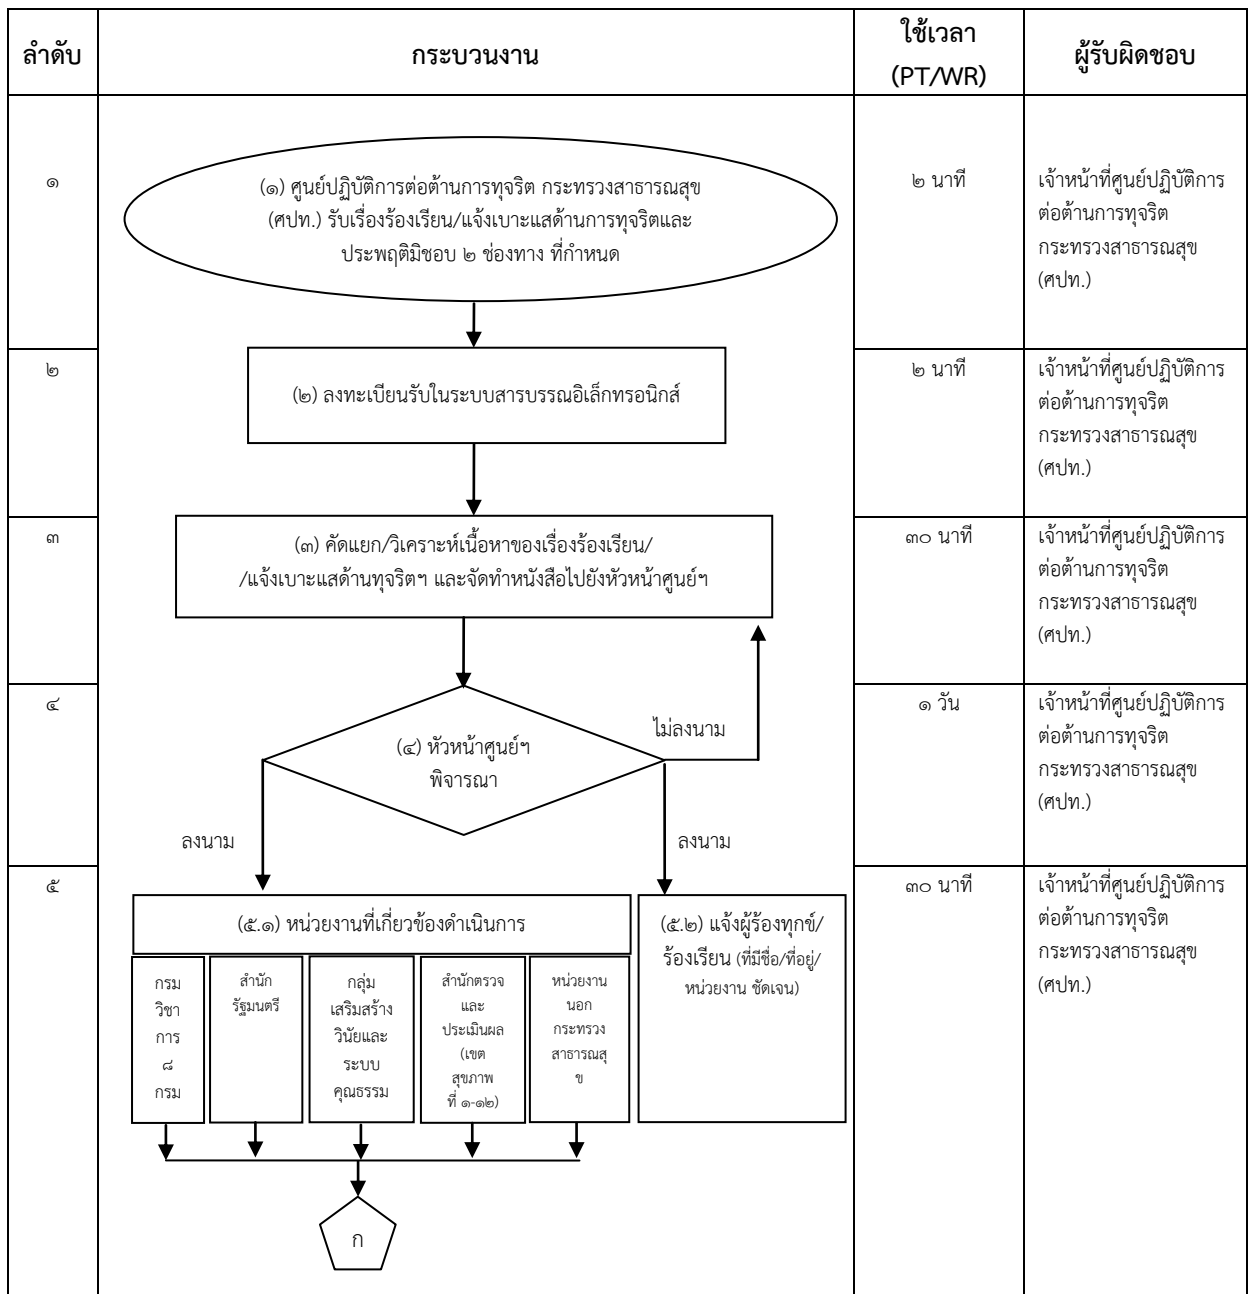 ลำดับ
กระบวนงาน
ใช้เวลา
(PT/WR)
ผู้รับผิดชอบ
๑
(๑) ศูนย์ปฏิบัติการต่อต้านการทุจริต กระทรวงสาธารณสุข
(ศปท.) รับเรื่องร้องเรียน/แจ้งเบาะแสด้านการทุจริตและ
ประพฤติมิชอบ ๒ ช่องทาง ที่กำหนด
๒ นาที
เจ้าหน้าที่ศูนย์ปฏิบัติการ
ต่อต้านการทุจริต
กระทรวงสาธารณสุข
(ศปท.)
๒
(๒) ลงทะเบียนรับในระบบสารบรรณอิเล็กทรอนิกส์
๒ นาที
เจ้าหน้าที่ศูนย์ปฏิบัติการ
ต่อต้านการทุจริต
กระทรวงสาธารณสุข
(ศปท.)
๓
(๓) คัดแยก/วิเคราะห์เนื้อหาของเรื่องร้องเรียน/
/แจ้งเบาะแสด้านทุจริตฯ และจัดทำหนังสือไปยังหัวหน้าศูนย์ฯ
๓๐ นาที
เจ้าหน้าที่ศูนย์ปฏิบัติการ
ต่อต้านการทุจริต
กระทรวงสาธารณสุข
(ศปท.)
๔
(๔) หัวหน้าศูนย์ฯ
พิจารณา
ไม่ลงนาม
ลงนาม
ลงนาม
๑ วัน
เจ้าหน้าที่ศูนย์ปฏิบัติการ
ต่อต้านการทุจริต
กระทรวงสาธารณสุข
(ศปท.)
๕
(๕.๑) หน่วยงานที่เกี่ยวข้องดำเนินการ
กรม
วิชา
การ
๘
กรม
สำนัก
รัฐมนตรี
กลุ่ม
เสริมสร้าง
วินัยและ
ระบบ
คุณธรรม
สำนักตรวจ
และ
ประเมินผล
(เขต
สุขภาพ
ที่ ๑-๑๒)
หน่วยงาน
นอก
กระทรวง
สาธารณสุ
ข
(๕.๒) แจ้งผู้ร้องทุกข์/
ร้องเรียน (ที่มีชื่อ/ที่อยู่/
หน่วยงาน ชัดเจน)
๓๐ นาที
เจ้าหน้าที่ศูนย์ปฏิบัติการ
ต่อต้านการทุจริต
กระทรวงสาธารณสุข
(ศปท.)
ก